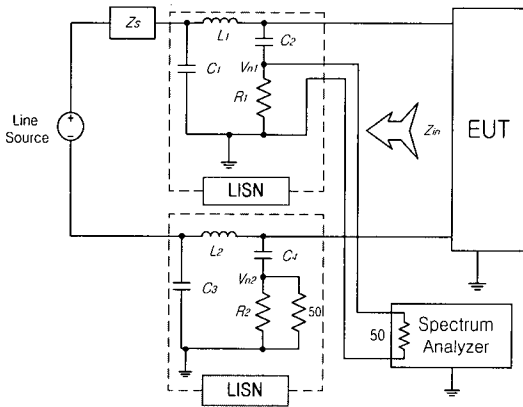 Zs
L1
C2
C1
Vn1
R1
Line
Source
Zin
EUT
LISN
L2
C4
Vn2
C3
R2
50
50
Spectrum
Analyzer
LISN